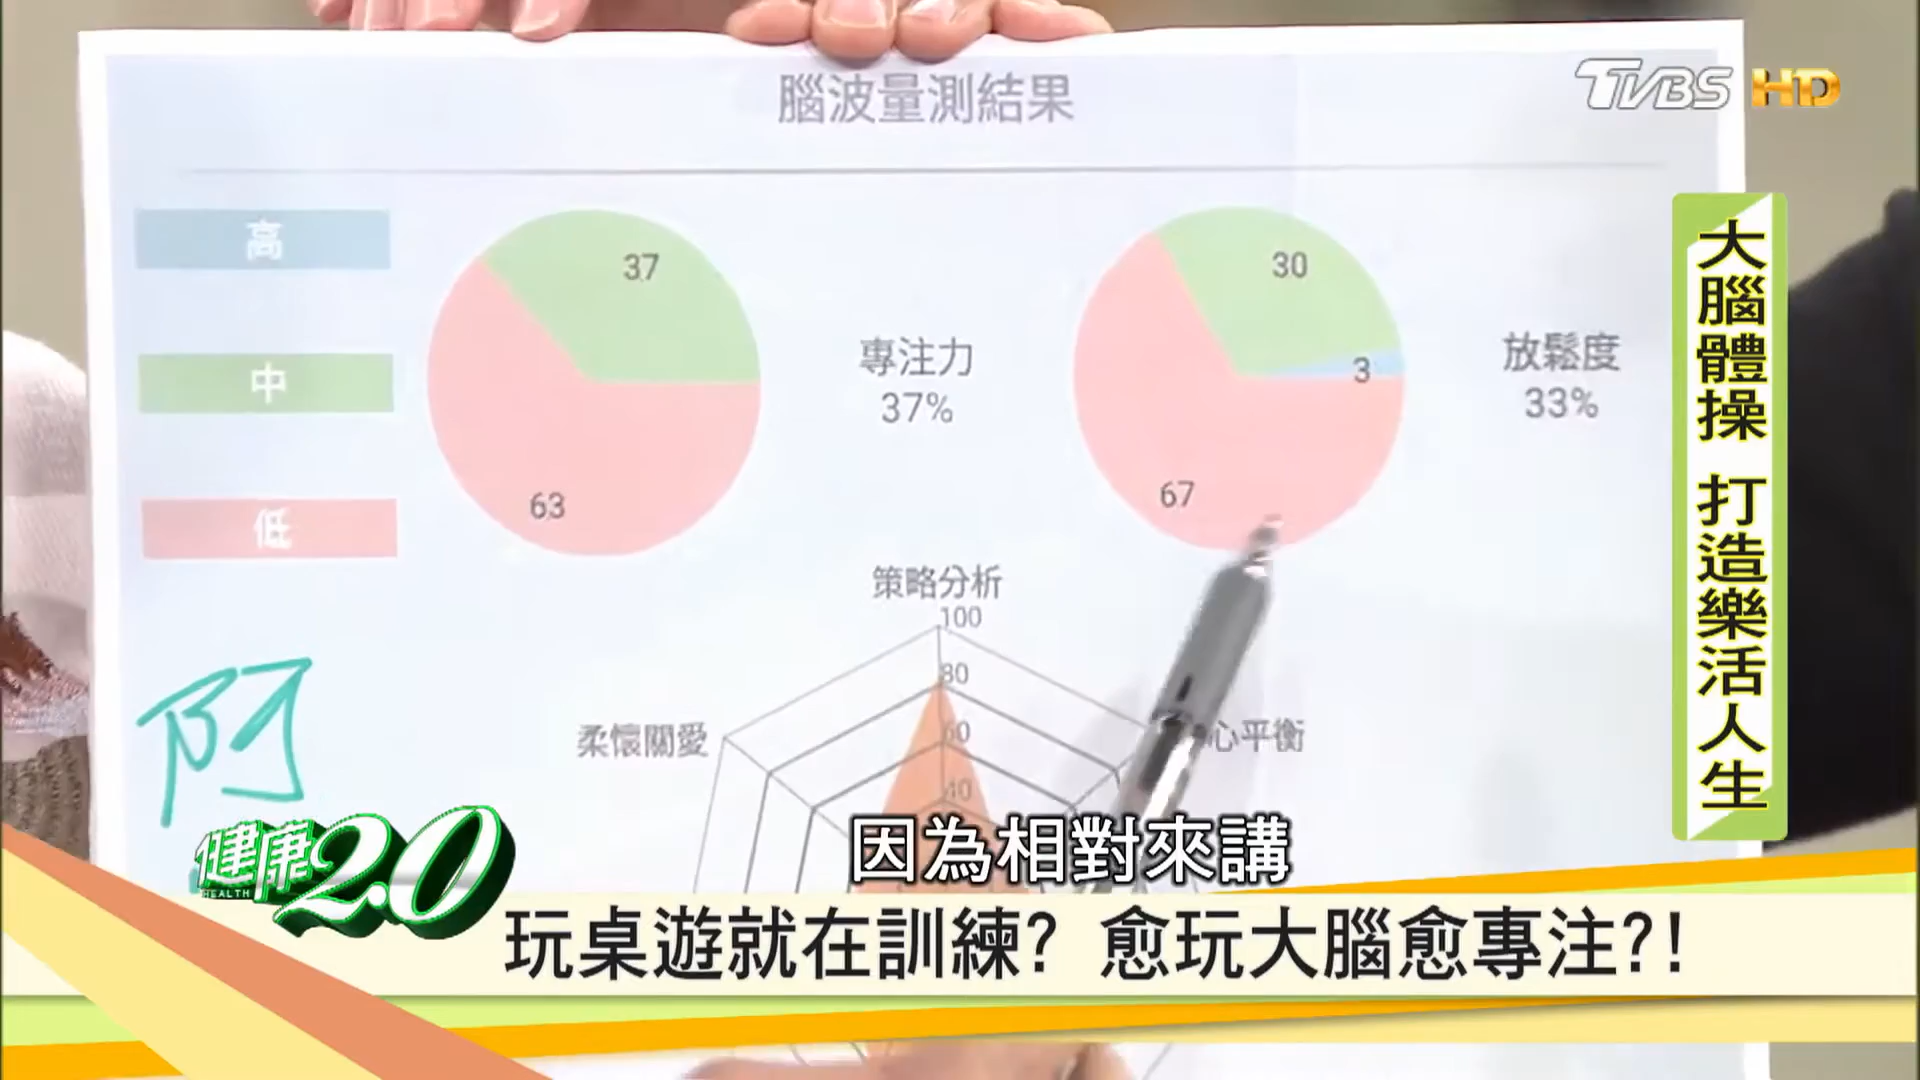 腦波量測結果
TVBS HD
高
中
低
37
63
專注力
37%
30
3
67
放鬆度
33%
策略分析
100
80
60
40
柔懷關愛
心平衡
阿
大腦體操 打造樂活人生
健康2.0
HEALTH
因為相對來講
玩桌遊就在訓練? 愈玩大腦愈專注?!